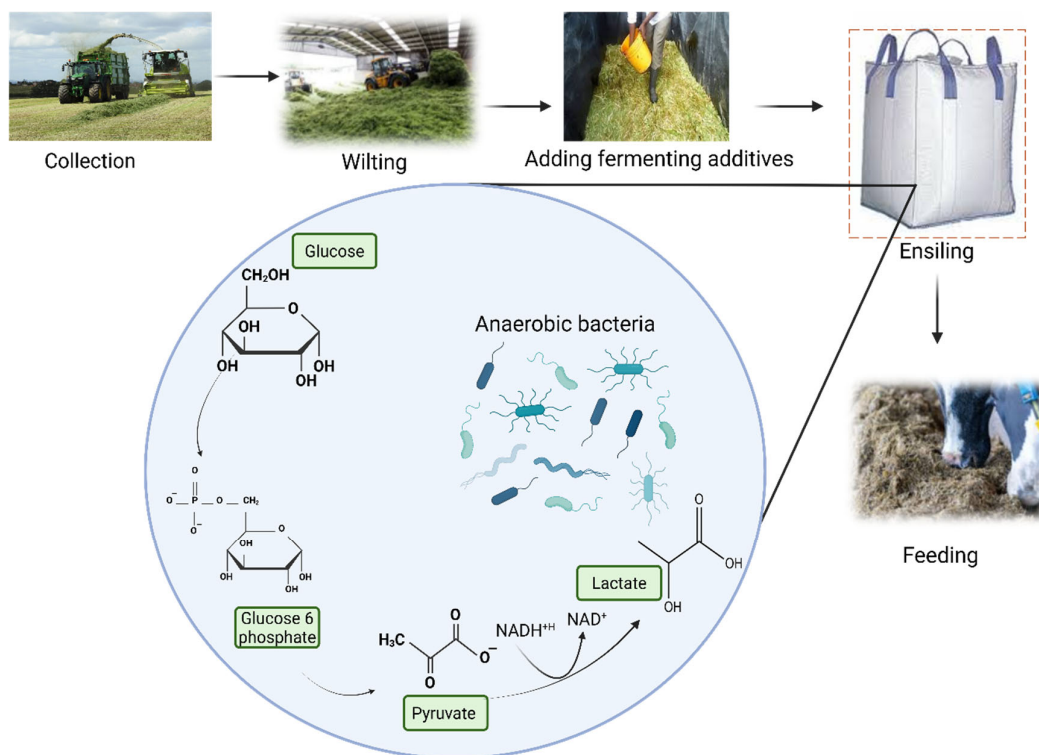 Collection
Wilting
Adding fermenting additives
Ensiling
Glucose
CH₂OH
O
OH
OH
OH
OH
OH
Anaerobic bacteria
Feeding
O
O⁻
P
O
CH₂
O⁻
O
OH
OH
OH
OH
Glucose 6
phosphate
H₃C
O
O⁻
O
Pyruvate
NADH⁺ᴴ
NAD⁺
Lactate
O
OH
OH